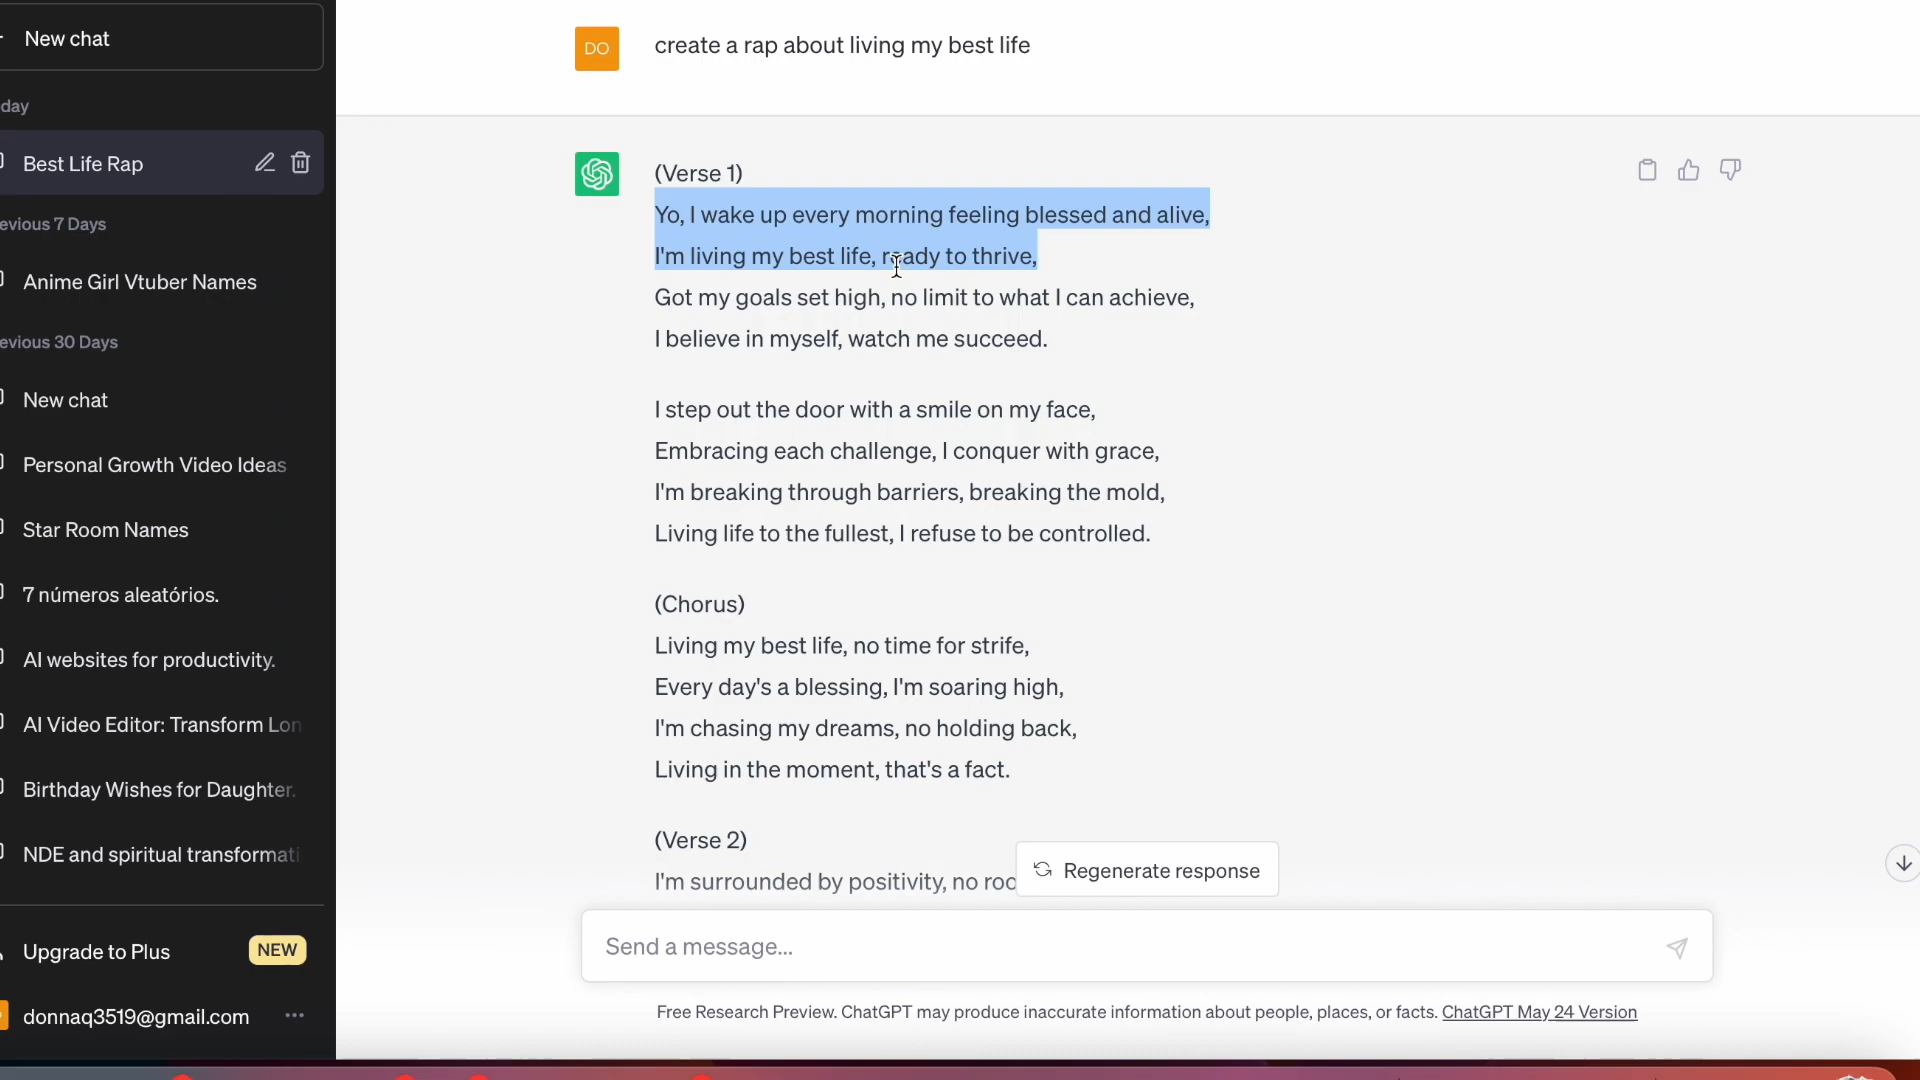 New chat
day
Best Life Rap
evious 7 Days
Anime Girl Vtuber Names
evious 30 Days
New chat
Personal Growth Video Ideas
Star Room Names
7 números aleatórios.
AI websites for productivity.
AI Video Editor: Transform Lon
Birthday Wishes for Daughter.
NDE and spiritual transformati
Upgrade to Plus NEW
donnaq3519@gmail.com
DO create a rap about living my best life
(Verse 1)
Yo, I wake up every morning feeling blessed and alive,
I'm living my best life, ready to thrive,
Got my goals set high, no limit to what I can achieve,
I believe in myself, watch me succeed.
I step out the door with a smile on my face,
Embracing each challenge, I conquer with grace,
I'm breaking through barriers, breaking the mold,
Living life to the fullest, I refuse to be controlled.
(Chorus)
Living my best life, no time for strife,
Every day's a blessing, I'm soaring high,
I'm chasing my dreams, no holding back,
Living in the moment, that's a fact.
(Verse 2)
I'm surrounded by positivity, no roo
Regenerate response
Send a message...
Free Research Preview. ChatGPT may produce inaccurate information about people, places, or facts. ChatGPT May 24 Version